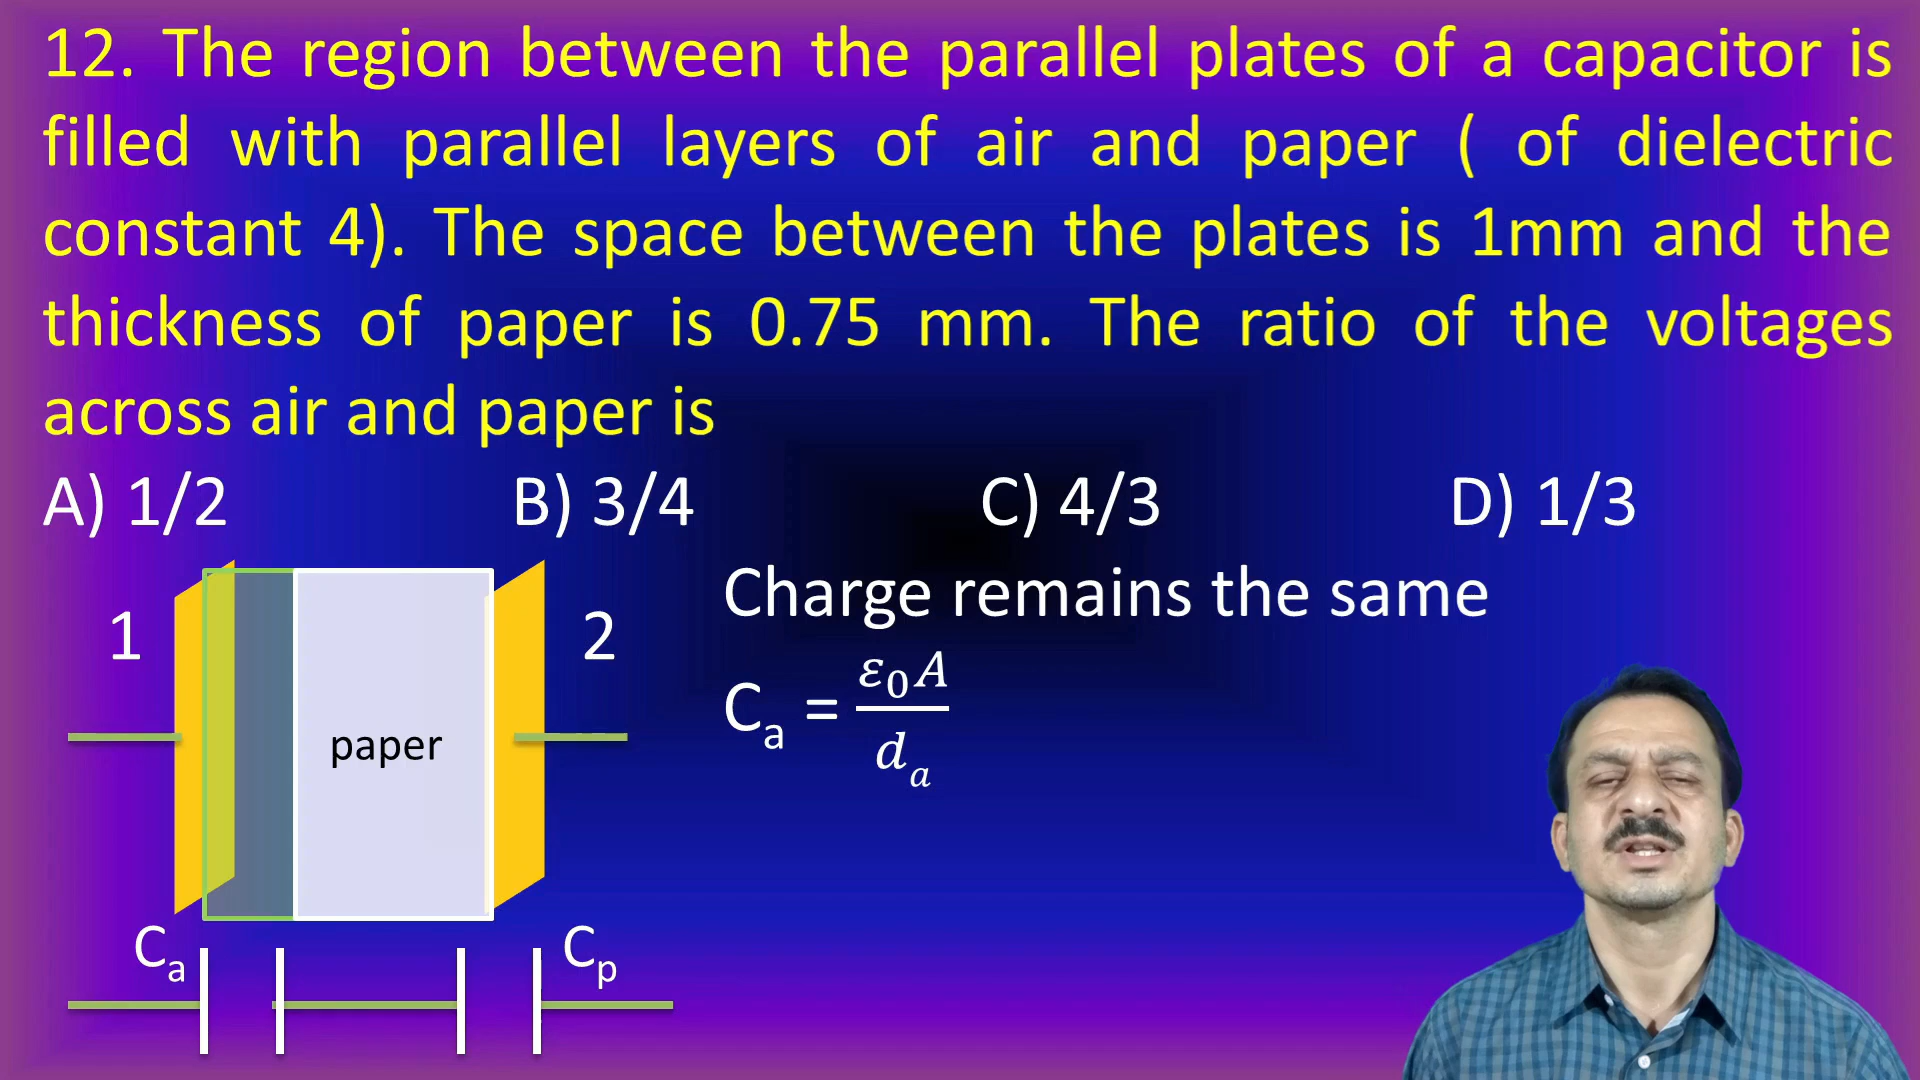 12. The region between the parallel plates of a capacitor is
filled with parallel layers of air and paper ( of dielectric
constant 4). The space between the plates is 1mm and the
thickness of paper is 0.75 mm. The ratio of the voltages
across air and paper is
A) 1/2 B) 3/4 C) 4/3 D) 1/3
Charge remains the same
1 2
paper
Cₐ = ε₀A / dₐ
Cₐ Cₚ